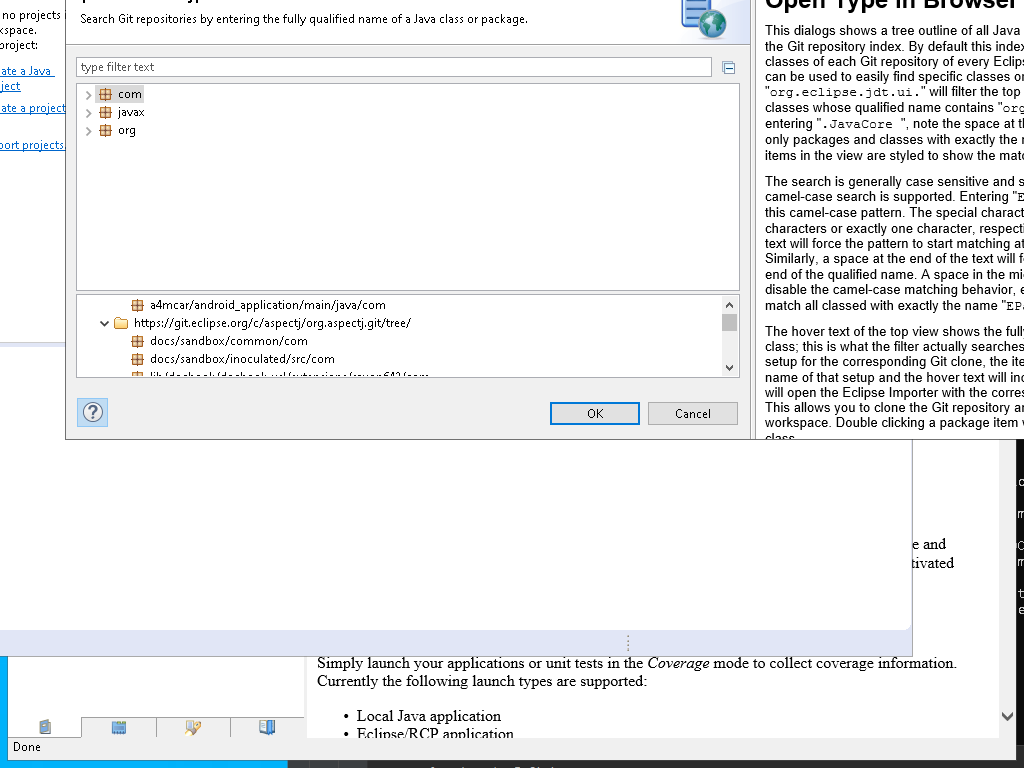 no projects
kspace.
project:
ate a Java
ject
ate a project
port projects.
Search Git repositories by entering the fully qualified name of a Java class or package.
type filter text
com
javax
org
a4mcar/android_application/main/java/com
https://git.eclipse.org/c/aspectj/org.aspectj.git/tree/
docs/sandbox/common/com
docs/sandbox/inoculated/src/com
OK
Cancel
Open Type in Browser
This dialogs shows a tree outline of all Java
the Git repository index. By default this index
classes of each Git repository of every Eclips
can be used to easily find specific classes or
"org.eclipse.jdt.ui." will filter the top
classes whose qualified name contains "org
entering ".JavaCore ", note the space at th
only packages and classes with exactly the n
items in the view are styled to show the matc
The search is generally case sensitive and s
camel-case search is supported. Entering "E
this camel-case pattern. The special charact
characters or exactly one character, respecti
text will force the pattern to start matching at
Similarly, a space at the end of the text will f
end of the qualified name. A space in the mi
disable the camel-case matching behavior, e
match all classed with exactly the name "EPa
The hover text of the top view shows the fully
class; this is what the filter actually searches
setup for the corresponding Git clone, the ite
name of that setup and the hover text will inc
will open the Eclipse Importer with the corres
This allows you to clone the Git repository an
workspace. Double clicking a package item w
class.
e and
tivated
Simply launch your applications or unit tests in the Coverage mode to collect coverage information.
Currently the following launch types are supported:
• Local Java application
• Eclipse/RCP application
Done